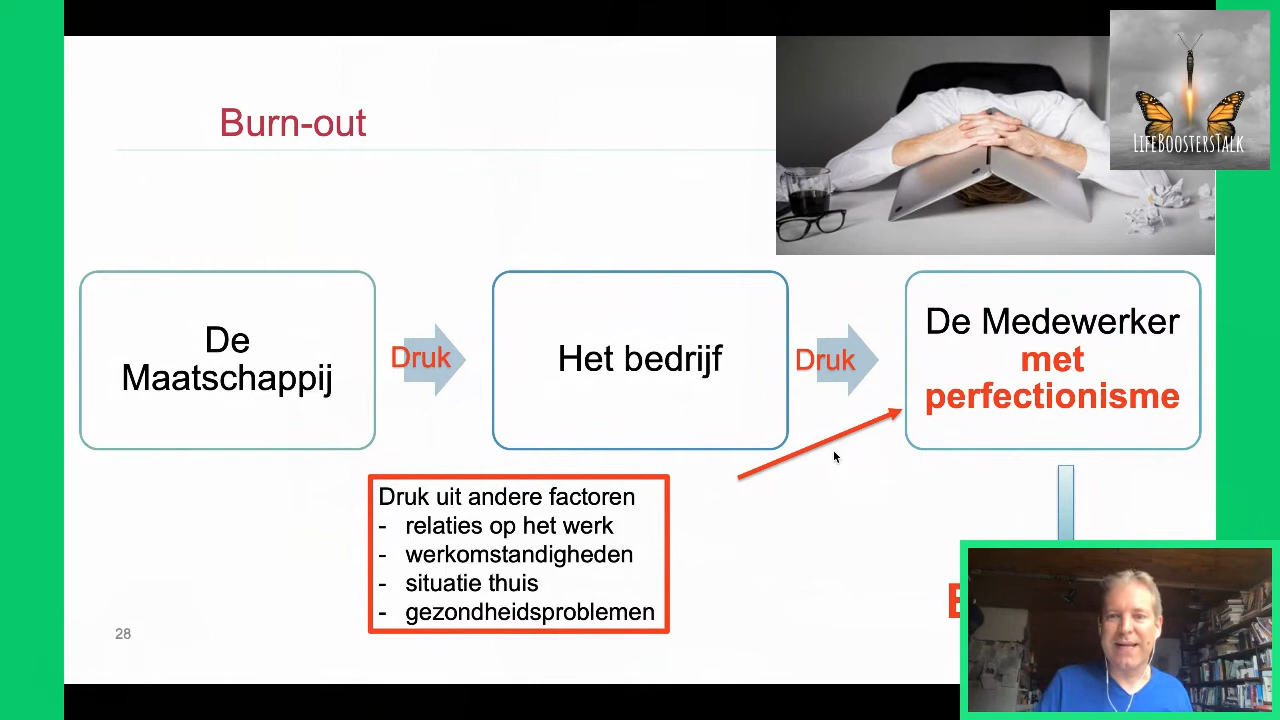 Burn-out
LIFEBOOSTERSTALK
De
Maatschappij
Druk
Het bedrijf
Druk
De Medewerker
met
perfectionisme
Druk uit andere factoren
- relaties op het werk
- werkomstandigheden
- situatie thuis
- gezondheidsproblemen
28